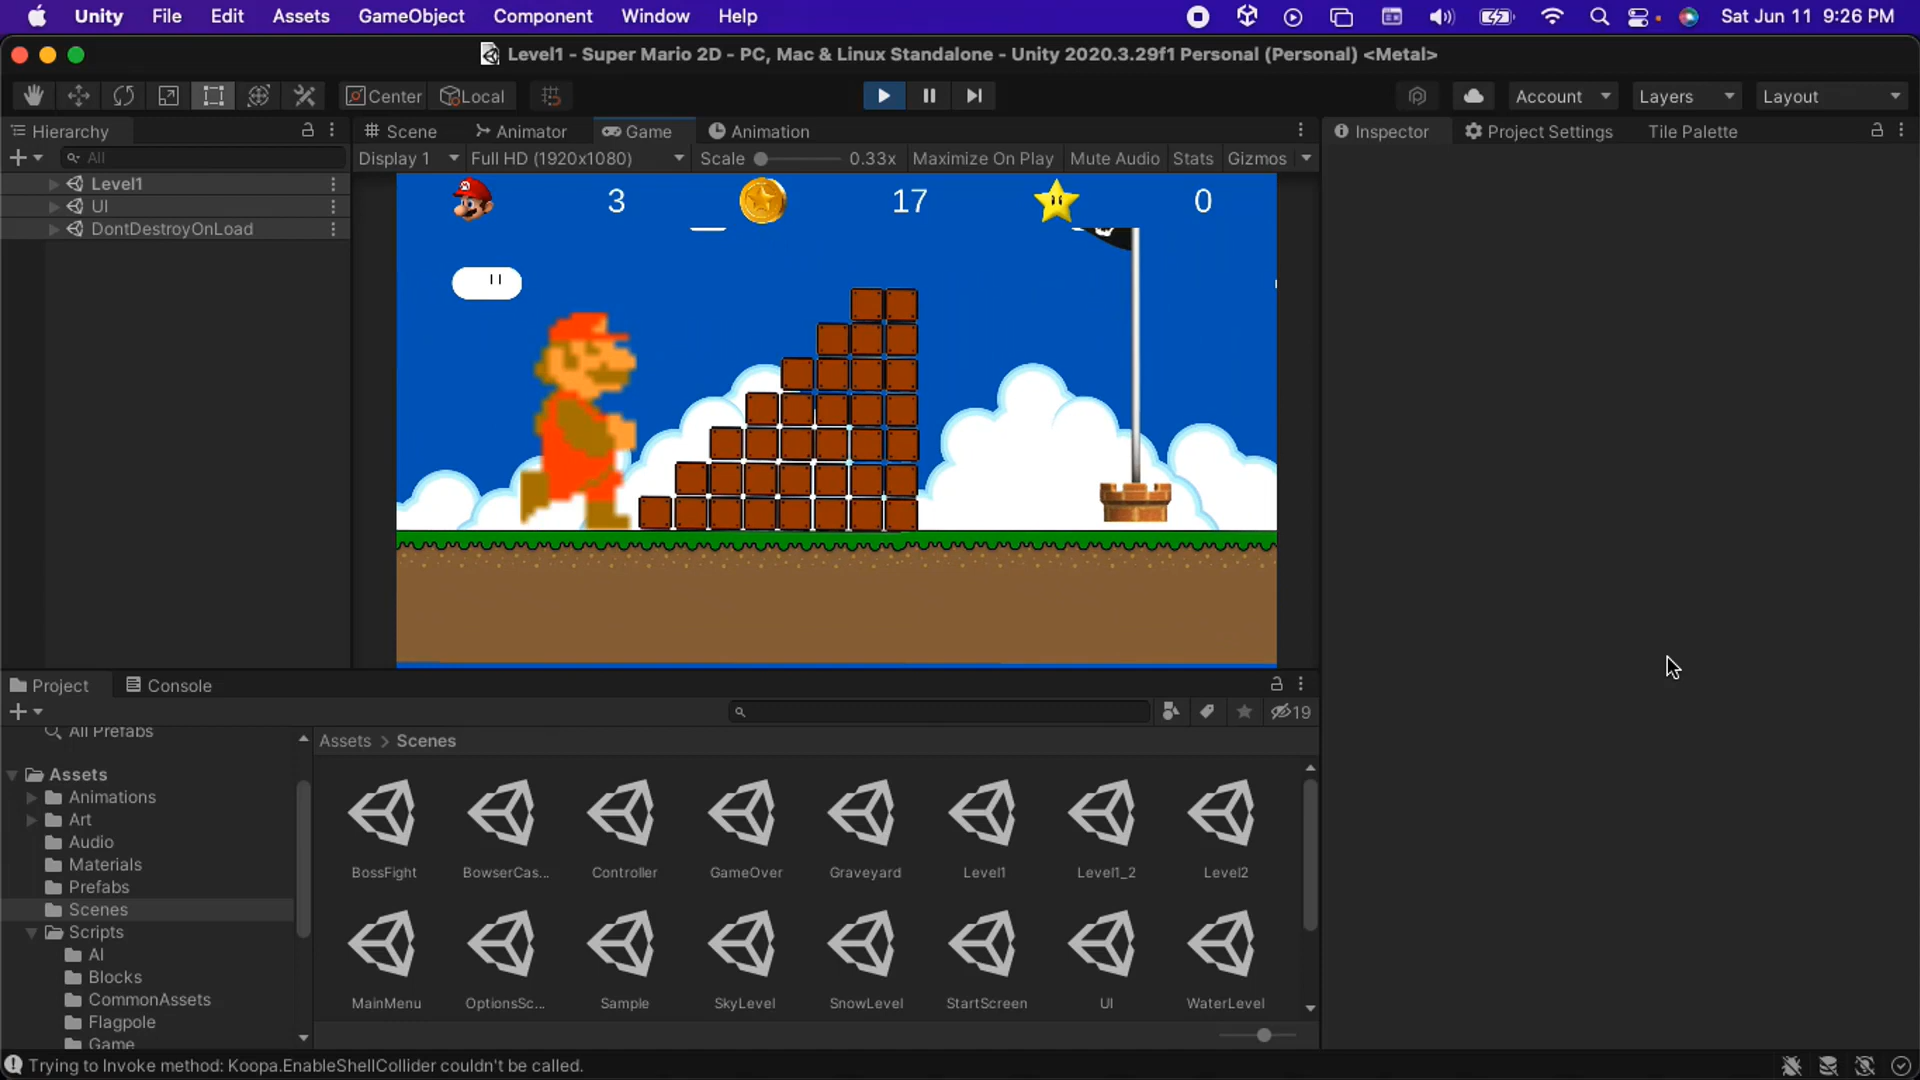 Unity File Edit Assets GameObject Component Window Help Sat Jun 11 9:26 PM
Level1 - Super Mario 2D - PC, Mac & Linux Standalone - Unity 2020.3.29f1 Personal (Personal) <Metal>
Center Local Account Layers Layout
Hierarchy Scene Animator Game Animation Inspector Project Settings Tile Palette
All Display 1 Full HD (1920x1080) Scale 0.33x Maximize On Play Mute Audio Stats Gizmos
Level1
UI
DontDestroyOnLoad
3 17 0
Project Console
19
All Prefabs
Assets > Scenes
Assets
Animations
Art
Audio
Materials
Prefabs
Scenes
Scripts
AI
Blocks
CommonAssets
Flagpole
Game
BossFight BowserCas... Controller GameOver Graveyard Level1 Level1_2 Level2
MainMenu OptionsSc... Sample SkyLevel SnowLevel StartScreen UI WaterLevel
Trying to Invoke method: Koopa.EnableShellCollider couldn't be called.